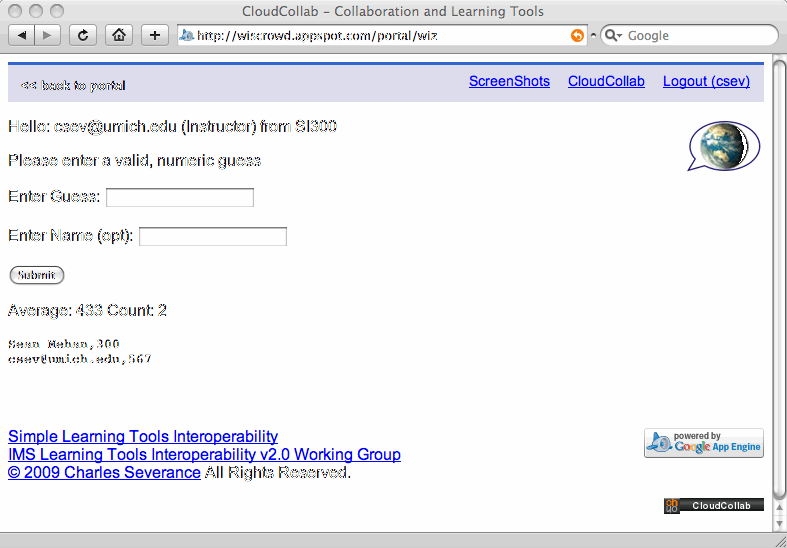 CloudCollab – Collaboration and Learning Tools
http://wiscrowd.appspot.com/portal/wiz
Google
<< back to portal
ScreenShots CloudCollab Logout (csev)
Hello: csev@umich.edu (Instructor) from SI300
Please enter a valid, numeric guess
Enter Guess:
Enter Name (opt):
Submit
Average: 433 Count: 2
Sean Mehan,300
csev@umich.edu,567
Simple Learning Tools Interoperability
IMS Learning Tools Interoperability v2.0 Working Group
© 2009 Charles Severance All Rights Reserved.
powered by
Google App Engine
CloudCollab